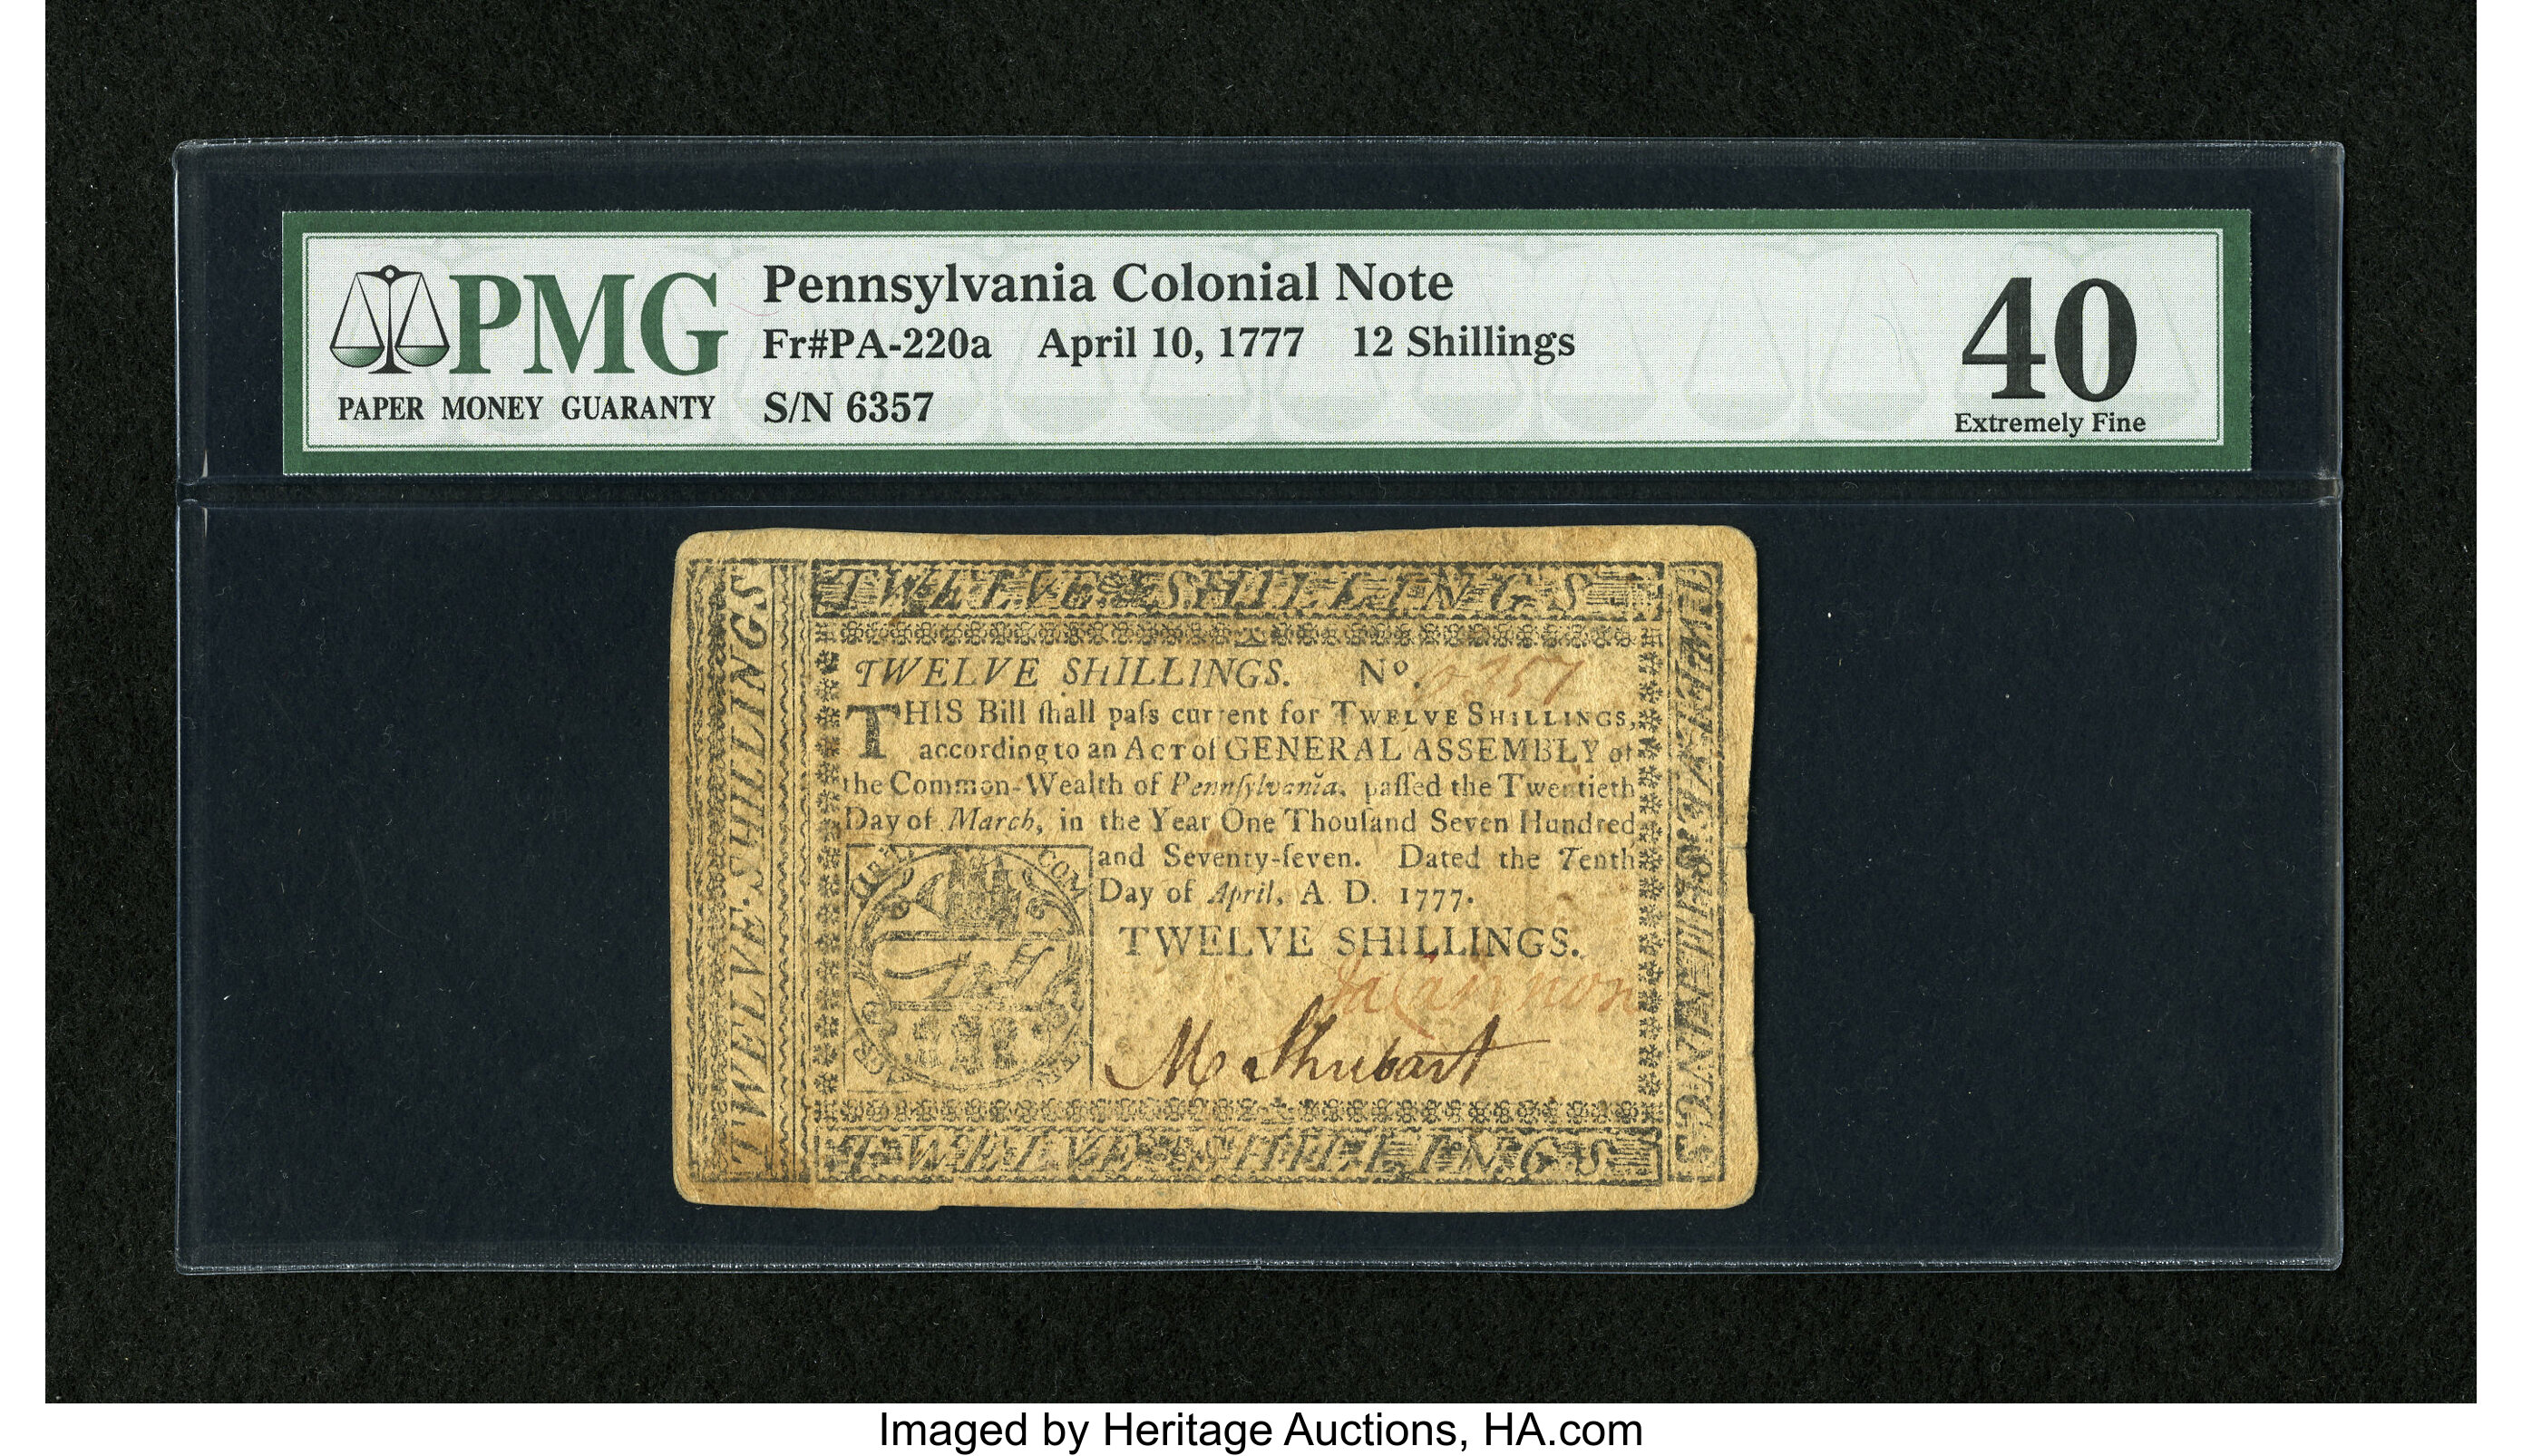 PMG
PAPER MONEY GUARANTY
Pennsylvania Colonial Note
Fr#PA-220a April 10, 1777 12 Shillings
S/N 6357
40
Extremely Fine
TWELVE SHILLINGS
TWELVE·SHILLINGS
TWELVE SHILLINGS
TWELVE SHILLINGS. Nº. 6357
THIS Bill ſhall paſs current for TWELVE SHILLINGS,
according to an ACT of GENERAL ASSEMBLY of
the Common-Wealth of Pennſylvania, paſſed the Twentieth
Day of March, in the Year One Thouſand Seven Hundred
and Seventy-ſeven. Dated the Tenth
Day of April, A. D. 1777.
TWELVE SHILLINGS.
M Shubart
TWELVE SHILLINGS
Imaged by Heritage Auctions, HA.com